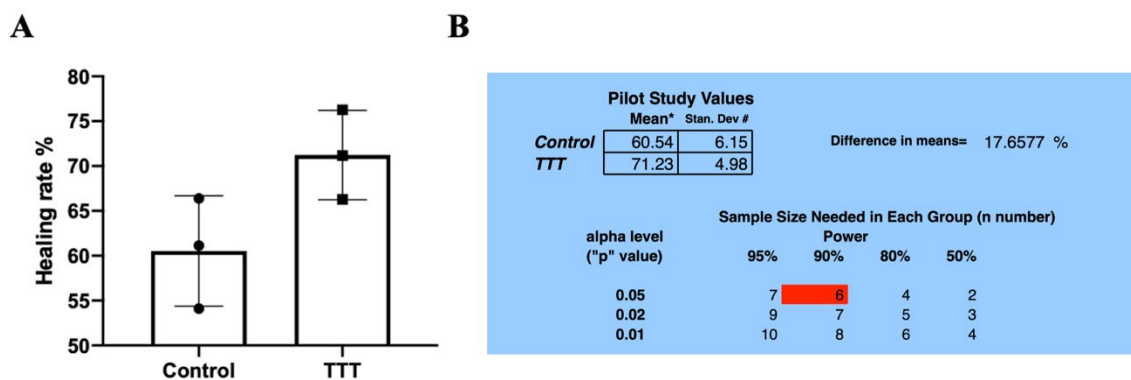 A
B
80
75
70
65
60
55
50
Healing rate %
Control TTT
Pilot Study Values
Mean* Stan. Dev #
Control 60.54 6.15
TTT 71.23 4.98
Difference in means= 17.6577 %
Sample Size Needed in Each Group (n number)
alpha level Power
("p" value) 95% 90% 80% 50%
0.05 7 6 4 2
0.02 9 7 5 3
0.01 10 8 6 4